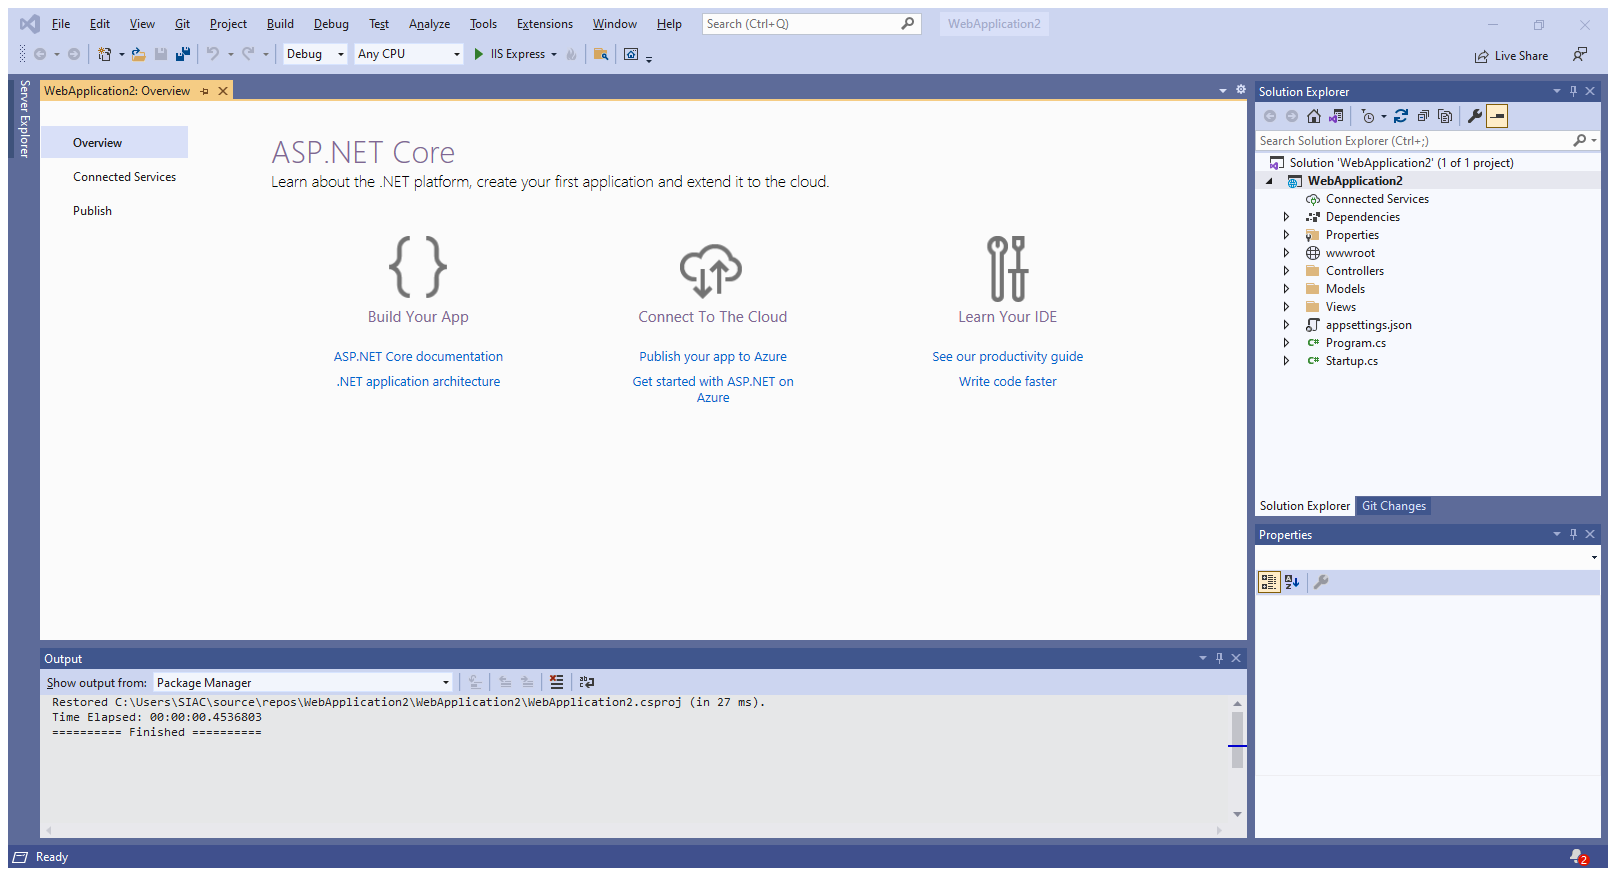 File Edit View Git Project Build Debug Test Analyze Tools Extensions Window Help Search (Ctrl+Q) WebApplication2
Debug Any CPU IIS Express Live Share
Server Explorer
WebApplication2: Overview
Overview
Connected Services
Publish
ASP.NET Core
Learn about the .NET platform, create your first application and extend it to the cloud.
Build Your App
ASP.NET Core documentation
.NET application architecture
Connect To The Cloud
Publish your app to Azure
Get started with ASP.NET on
Azure
Learn Your IDE
See our productivity guide
Write code faster
Solution Explorer
Search Solution Explorer (Ctrl+;)
Solution 'WebApplication2' (1 of 1 project)
WebApplication2
Connected Services
Dependencies
Properties
wwwroot
Controllers
Models
Views
appsettings.json
C# Program.cs
C# Startup.cs
Solution Explorer Git Changes
Properties
Output
Show output from: Package Manager
Restored C:\Users\SIAC\source\repos\WebApplication2\WebApplication2\WebApplication2.csproj (in 27 ms).
Time Elapsed: 00:00:00.4536803
========== Finished ==========
Ready
2